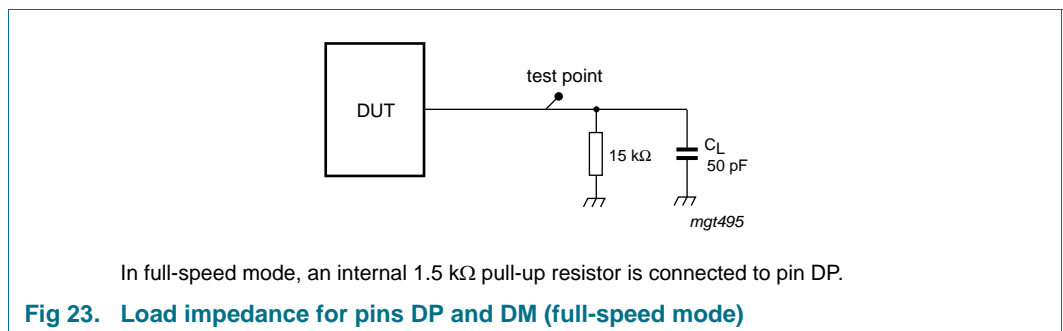 test point
DUT
15 kΩ
CL
50 pF
mgt495
In full-speed mode, an internal 1.5 kΩ pull-up resistor is connected to pin DP.
Fig 23. Load impedance for pins DP and DM (full-speed mode)